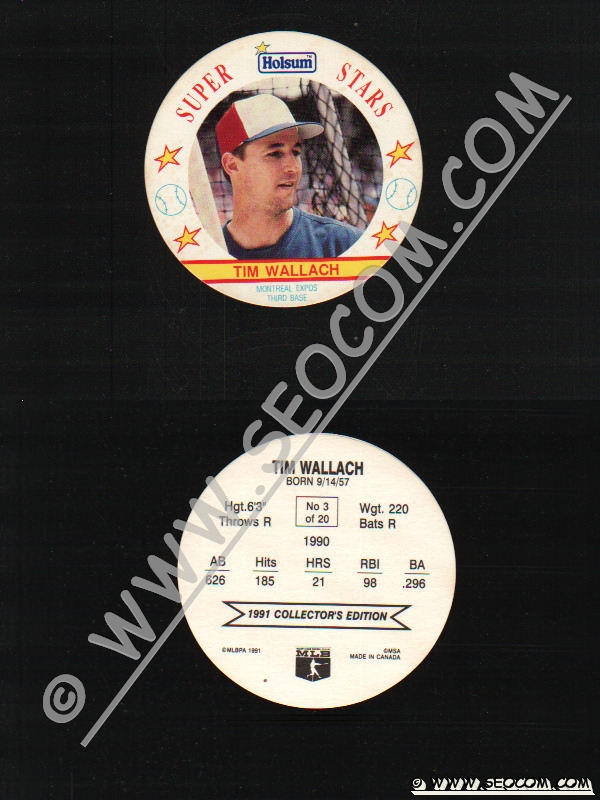 Holsum™
SUPER STARS
TIM WALLACH
MONTREAL EXPOS
THIRD BASE
© WWW.SEOCOM.COM
TIM WALLACH
BORN 9/14/57
Hgt.6'3" No 3 Wgt. 220
Throws R of 20 Bats R
1990
AB Hits HRS RBI BA
626 185 21 98 .296
1991 COLLECTOR'S EDITION
©MLBPA 1991 MLB ©MSA
MADE IN CANADA
© WWW.SEOCOM.COM